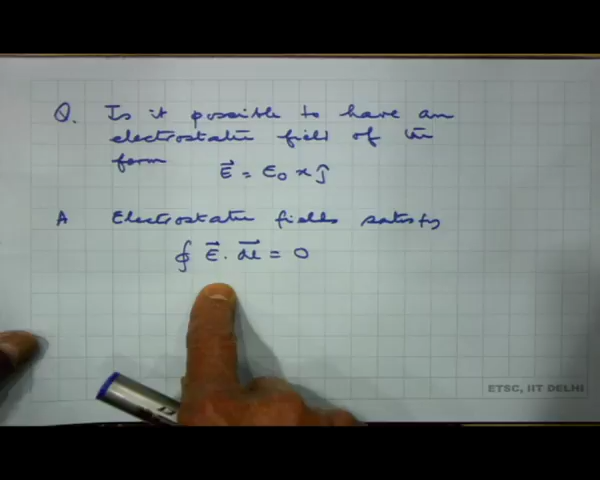 Q. Is it possible to have an
electrostatic field of the
form
E⃗ = E₀ x ĵ
A Electrostatic fields satisfy
∮ E⃗. dl⃗ = 0
ETSC, IIT DELHI